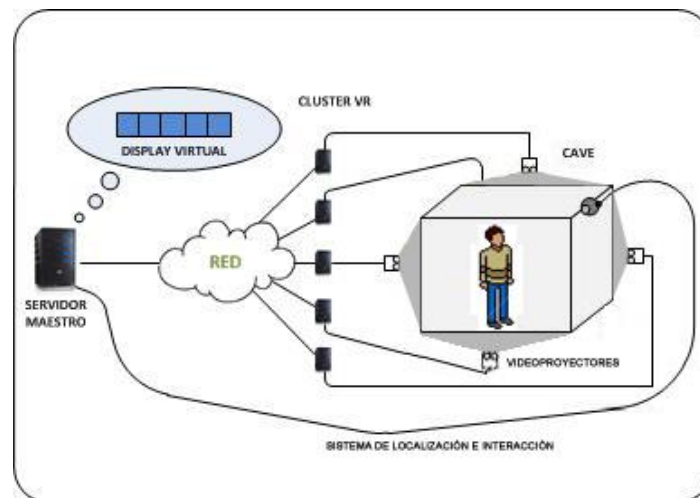 CLUSTER VR
DISPLAY VIRTUAL
CAVE
RED
SERVIDOR
MAESTRO
VIDEOPROYECTORES
SISTEMA DE LOCALIZACIÓN E INTERACCIÓN